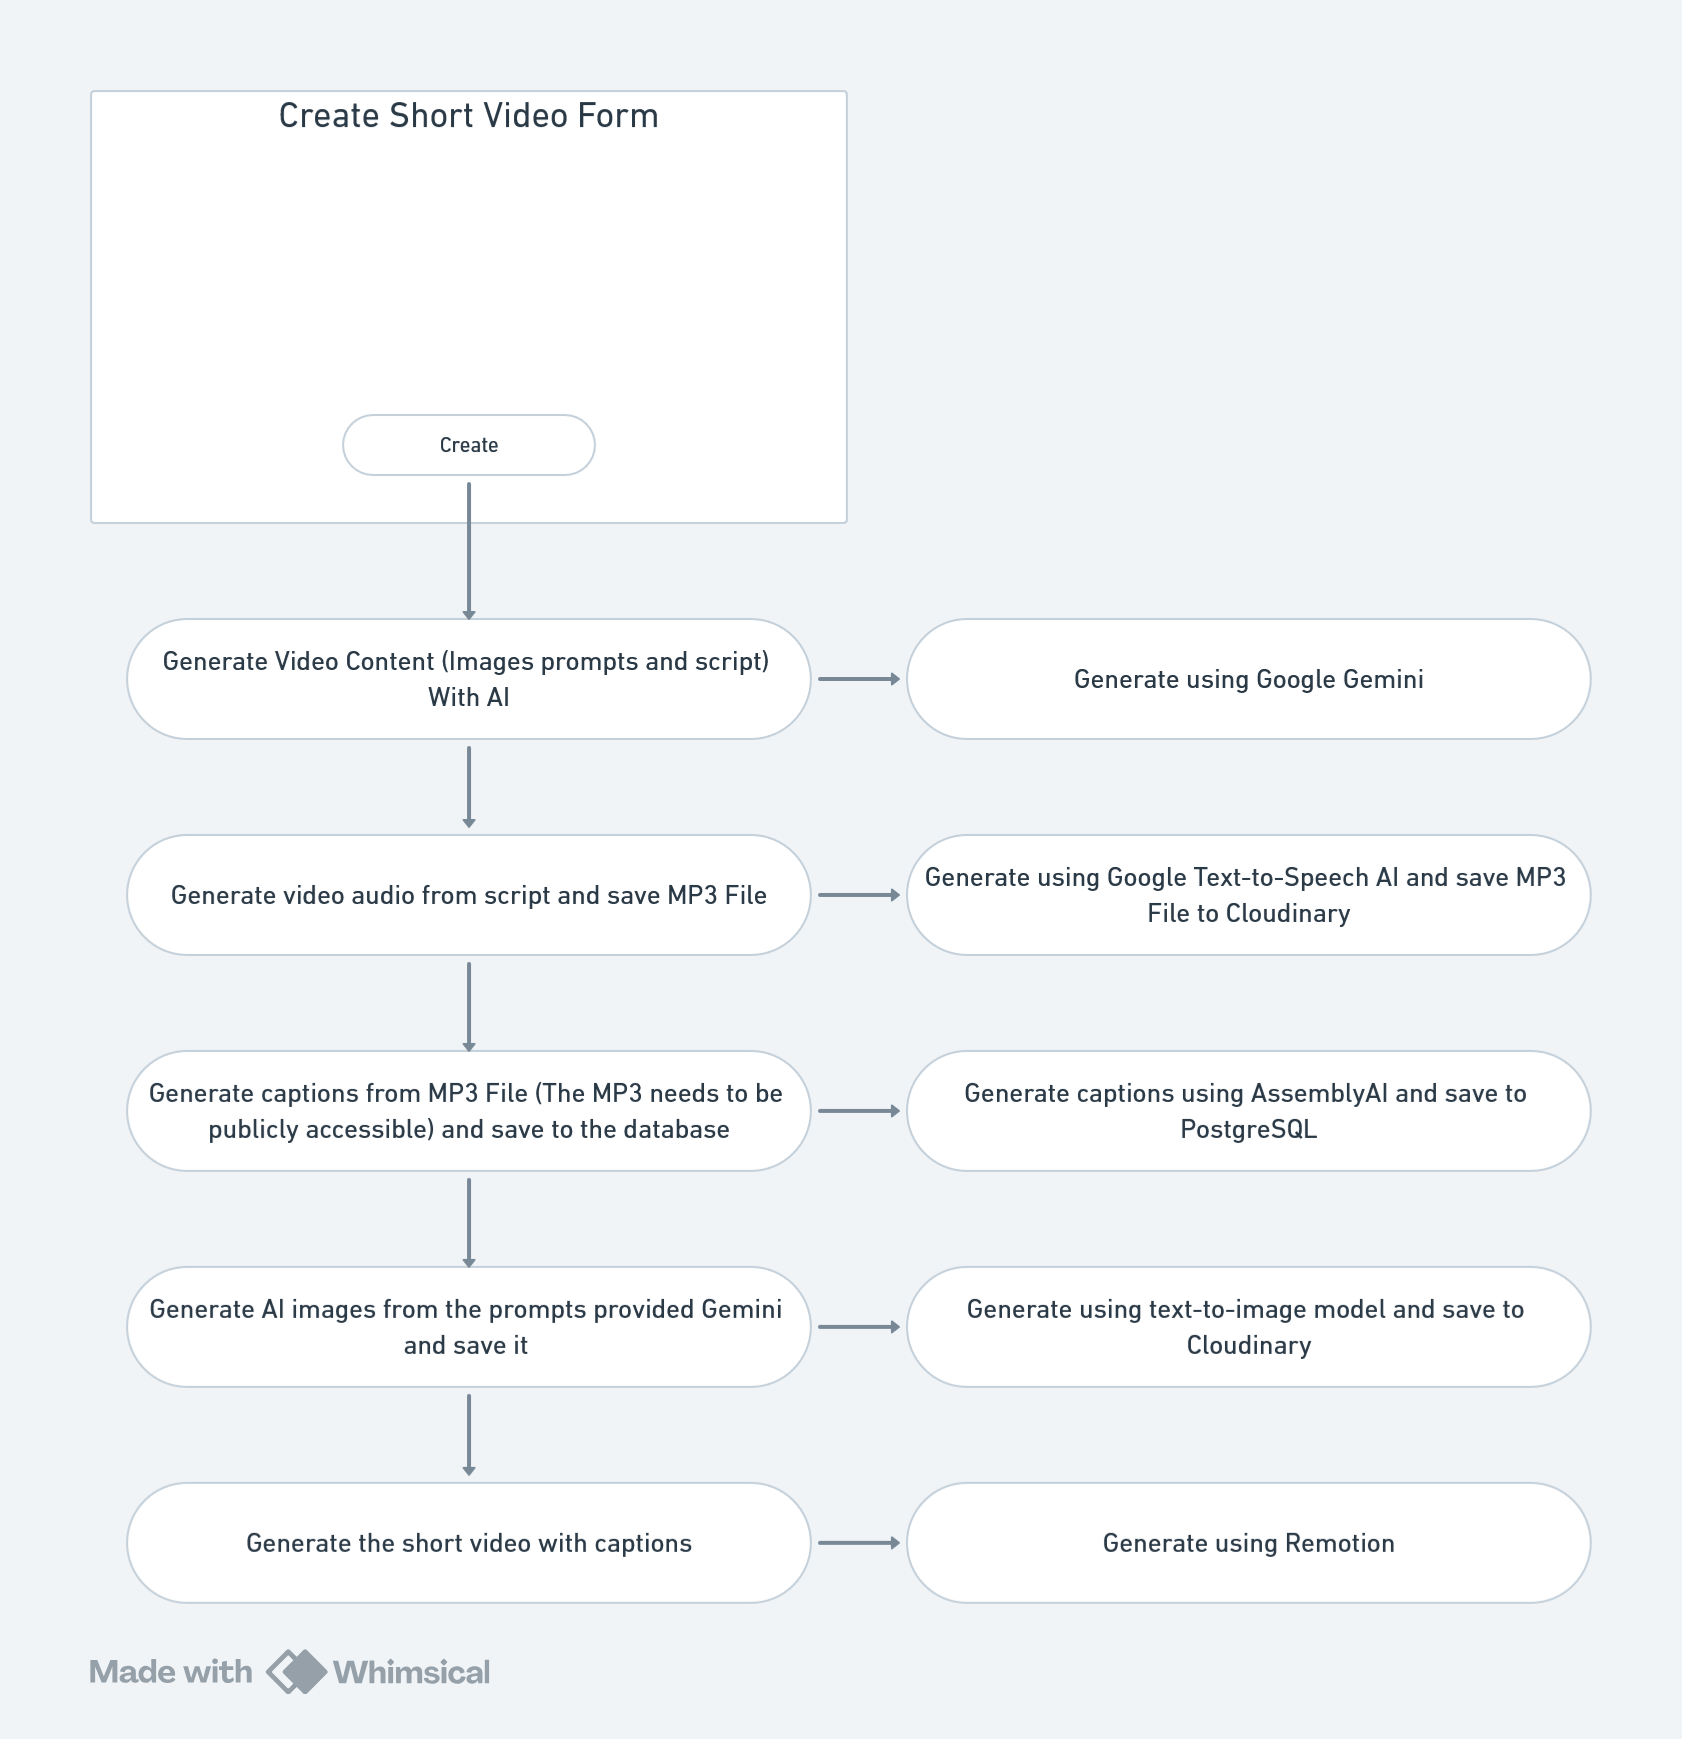 Create Short Video Form
Create
Generate Video Content (Images prompts and script)
With AI
Generate using Google Gemini
Generate video audio from script and save MP3 File
Generate using Google Text-to-Speech AI and save MP3
File to Cloudinary
Generate captions from MP3 File (The MP3 needs to be
publicly accessible) and save to the database
Generate captions using AssemblyAI and save to
PostgreSQL
Generate AI images from the prompts provided Gemini
and save it
Generate using text-to-image model and save to
Cloudinary
Generate the short video with captions
Generate using Remotion
Made with Whimsical